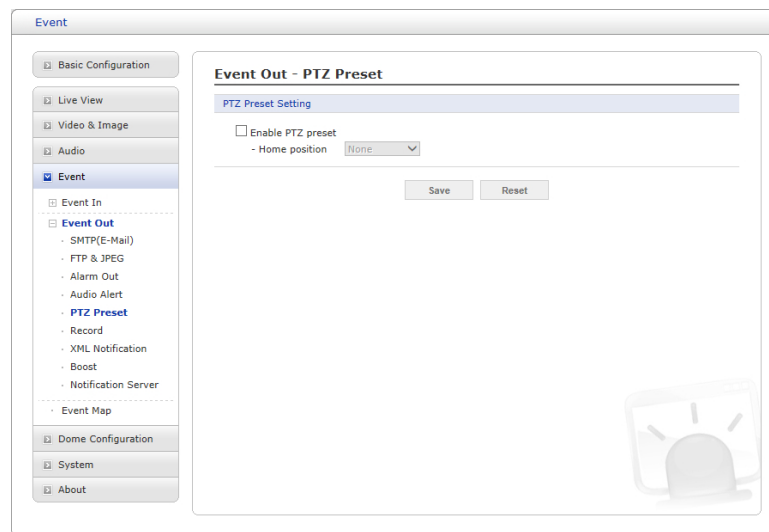 Event
Basic Configuration
Live View
Video & Image
Audio
Event
Event In
Event Out
SMTP(E-Mail)
FTP & JPEG
Alarm Out
Audio Alert
PTZ Preset
Record
XML Notification
Boost
Notification Server
Event Map
Dome Configuration
System
About
Event Out - PTZ Preset
PTZ Preset Setting
Enable PTZ preset
- Home position None
Save Reset